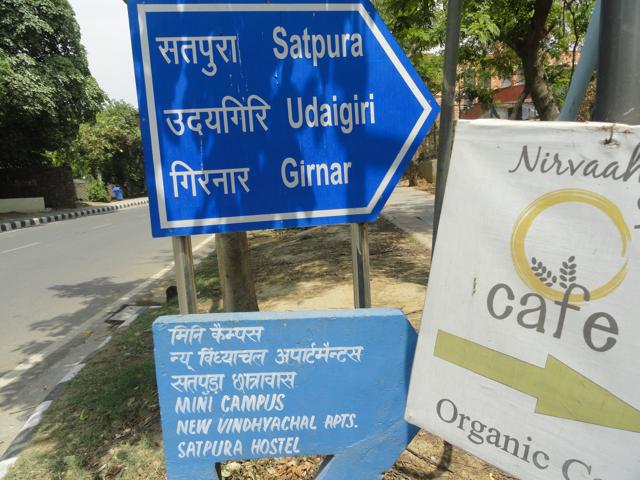 सतपुरा Satpura
उदयगिरि Udaigiri
गिरनार Girnar
मिनि कैम्पस
न्यू विंध्याचल अपार्टमैन्टस
सतपुड़ा छात्रावास
MINI CAMPUS
NEW VINDHYACHAL APTS.
SATPURA HOSTEL
Nirvaah
cafe
Organic